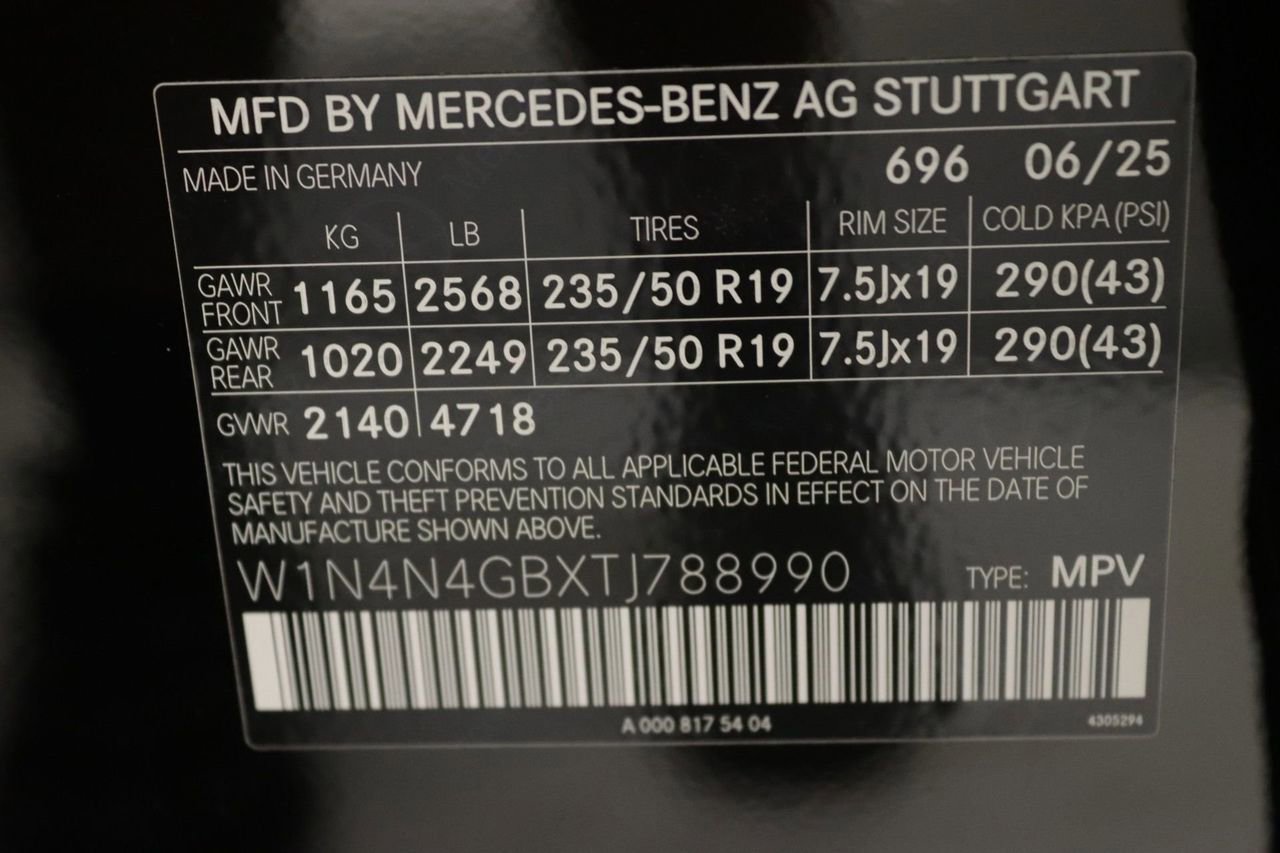 MFD BY MERCEDES-BENZ AG STUTTGART
MADE IN GERMANY 696 06/25
KG LB TIRES RIM SIZE COLD KPA (PSI)
GAWR FRONT 1165 2568 235/50 R19 7.5Jx19 290(43)
GAWR REAR 1020 2249 235/50 R19 7.5Jx19 290(43)
GVWR 2140 4718
THIS VEHICLE CONFORMS TO ALL APPLICABLE FEDERAL MOTOR VEHICLE
SAFETY AND THEFT PREVENTION STANDARDS IN EFFECT ON THE DATE OF
MANUFACTURE SHOWN ABOVE.
W1N4N4GBXTJ788990 TYPE: MPV
A 000 817 54 04 4305294